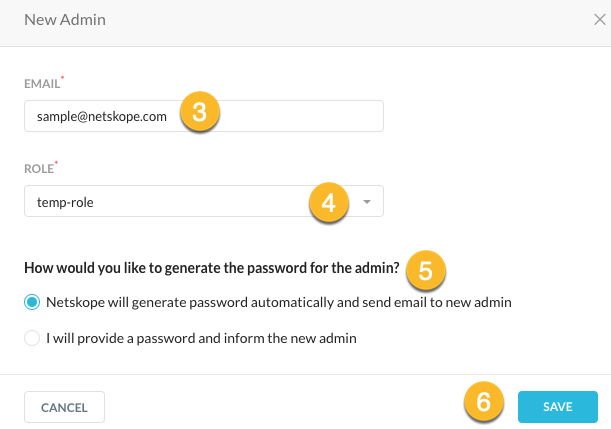 New Admin
EMAIL*
sample@netskope.com 3
ROLE*
temp-role 4
How would you like to generate the password for the admin? 5
Netskope will generate password automatically and send email to new admin
I will provide a password and inform the new admin
CANCEL 6 SAVE